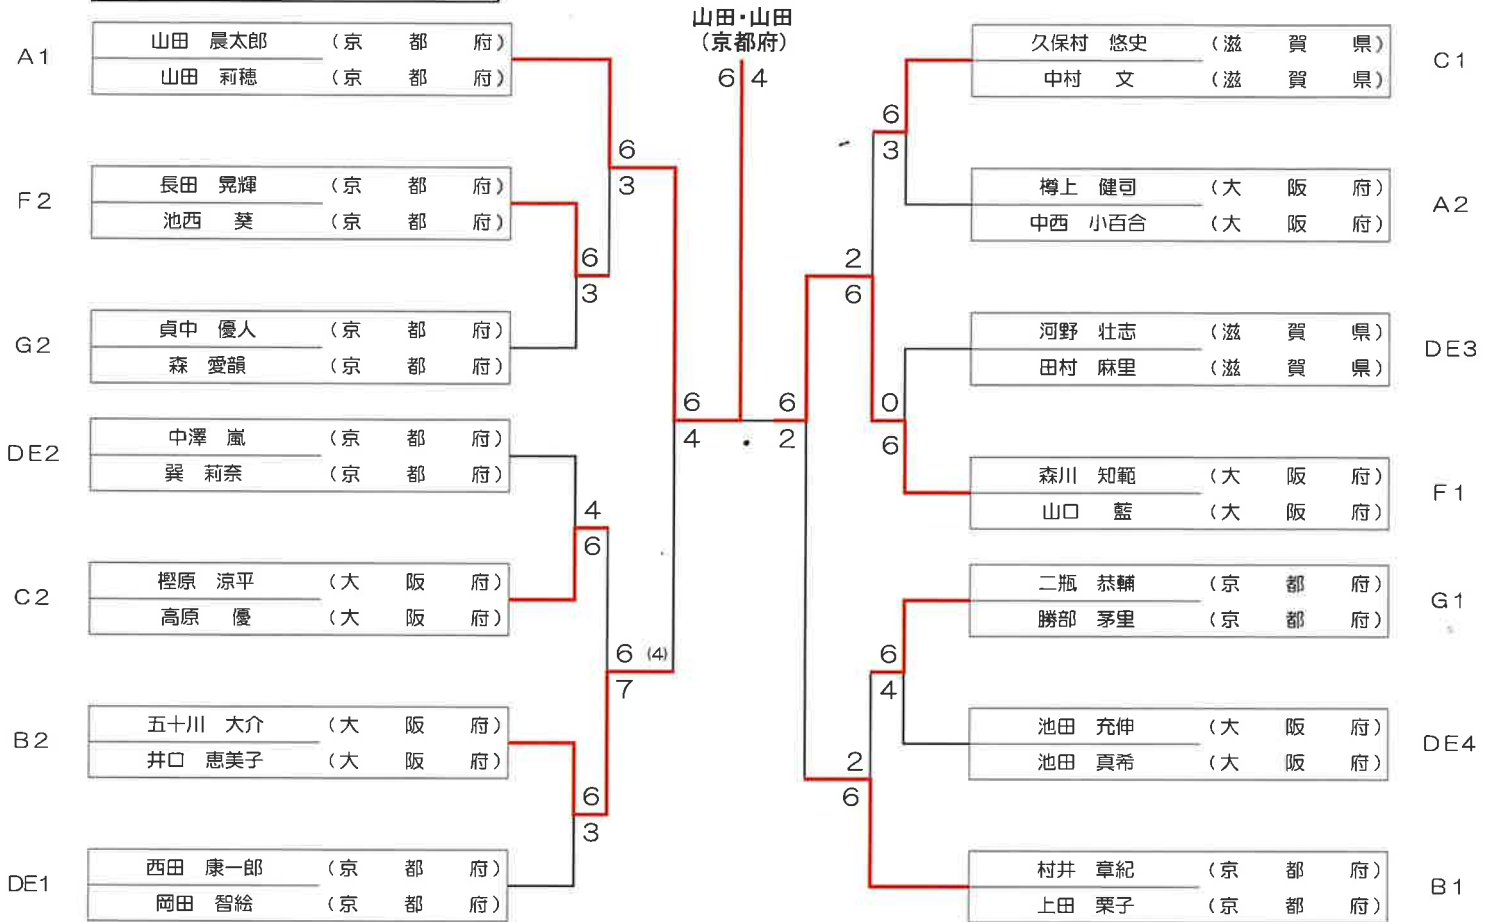 山田・山田
(京都府)
6 4
A1
山田 晨太郎 (京 都 府)
山田 莉穂 (京 都 府)
6
3
F2
長田 晃輝 (京 都 府)
池西 葵 (京 都 府)
6
3
G2
貞中 優人 (京 都 府)
森 愛韻 (京 都 府)
6
4
DE2
中澤 嵐 (京 都 府)
巽 莉奈 (京 都 府)
4
6
C2
樫原 涼平 (大 阪 府)
高原 優 (大 阪 府)
6 (4)
7
B2
五十川 大介 (大 阪 府)
井口 恵美子 (大 阪 府)
6
3
DE1
西田 康一郎 (京 都 府)
岡田 智絵 (京 都 府)
久保村 悠史 (滋 賀 県)
中村 文 (滋 賀 県)
C1
6
3
樽上 健司 (大 阪 府)
中西 小百合 (大 阪 府)
A2
2
6
河野 壮志 (滋 賀 県)
田村 麻里 (滋 賀 県)
DE3
0
6
6
2
森川 知範 (大 阪 府)
山口 藍 (大 阪 府)
F1
二瓶 恭輔 (京 都 府)
勝部 茅里 (京 都 府)
G1
6
4
池田 充伸 (大 阪 府)
池田 真希 (大 阪 府)
DE4
2
6
村井 章紀 (京 都 府)
上田 栗子 (京 都 府)
B1